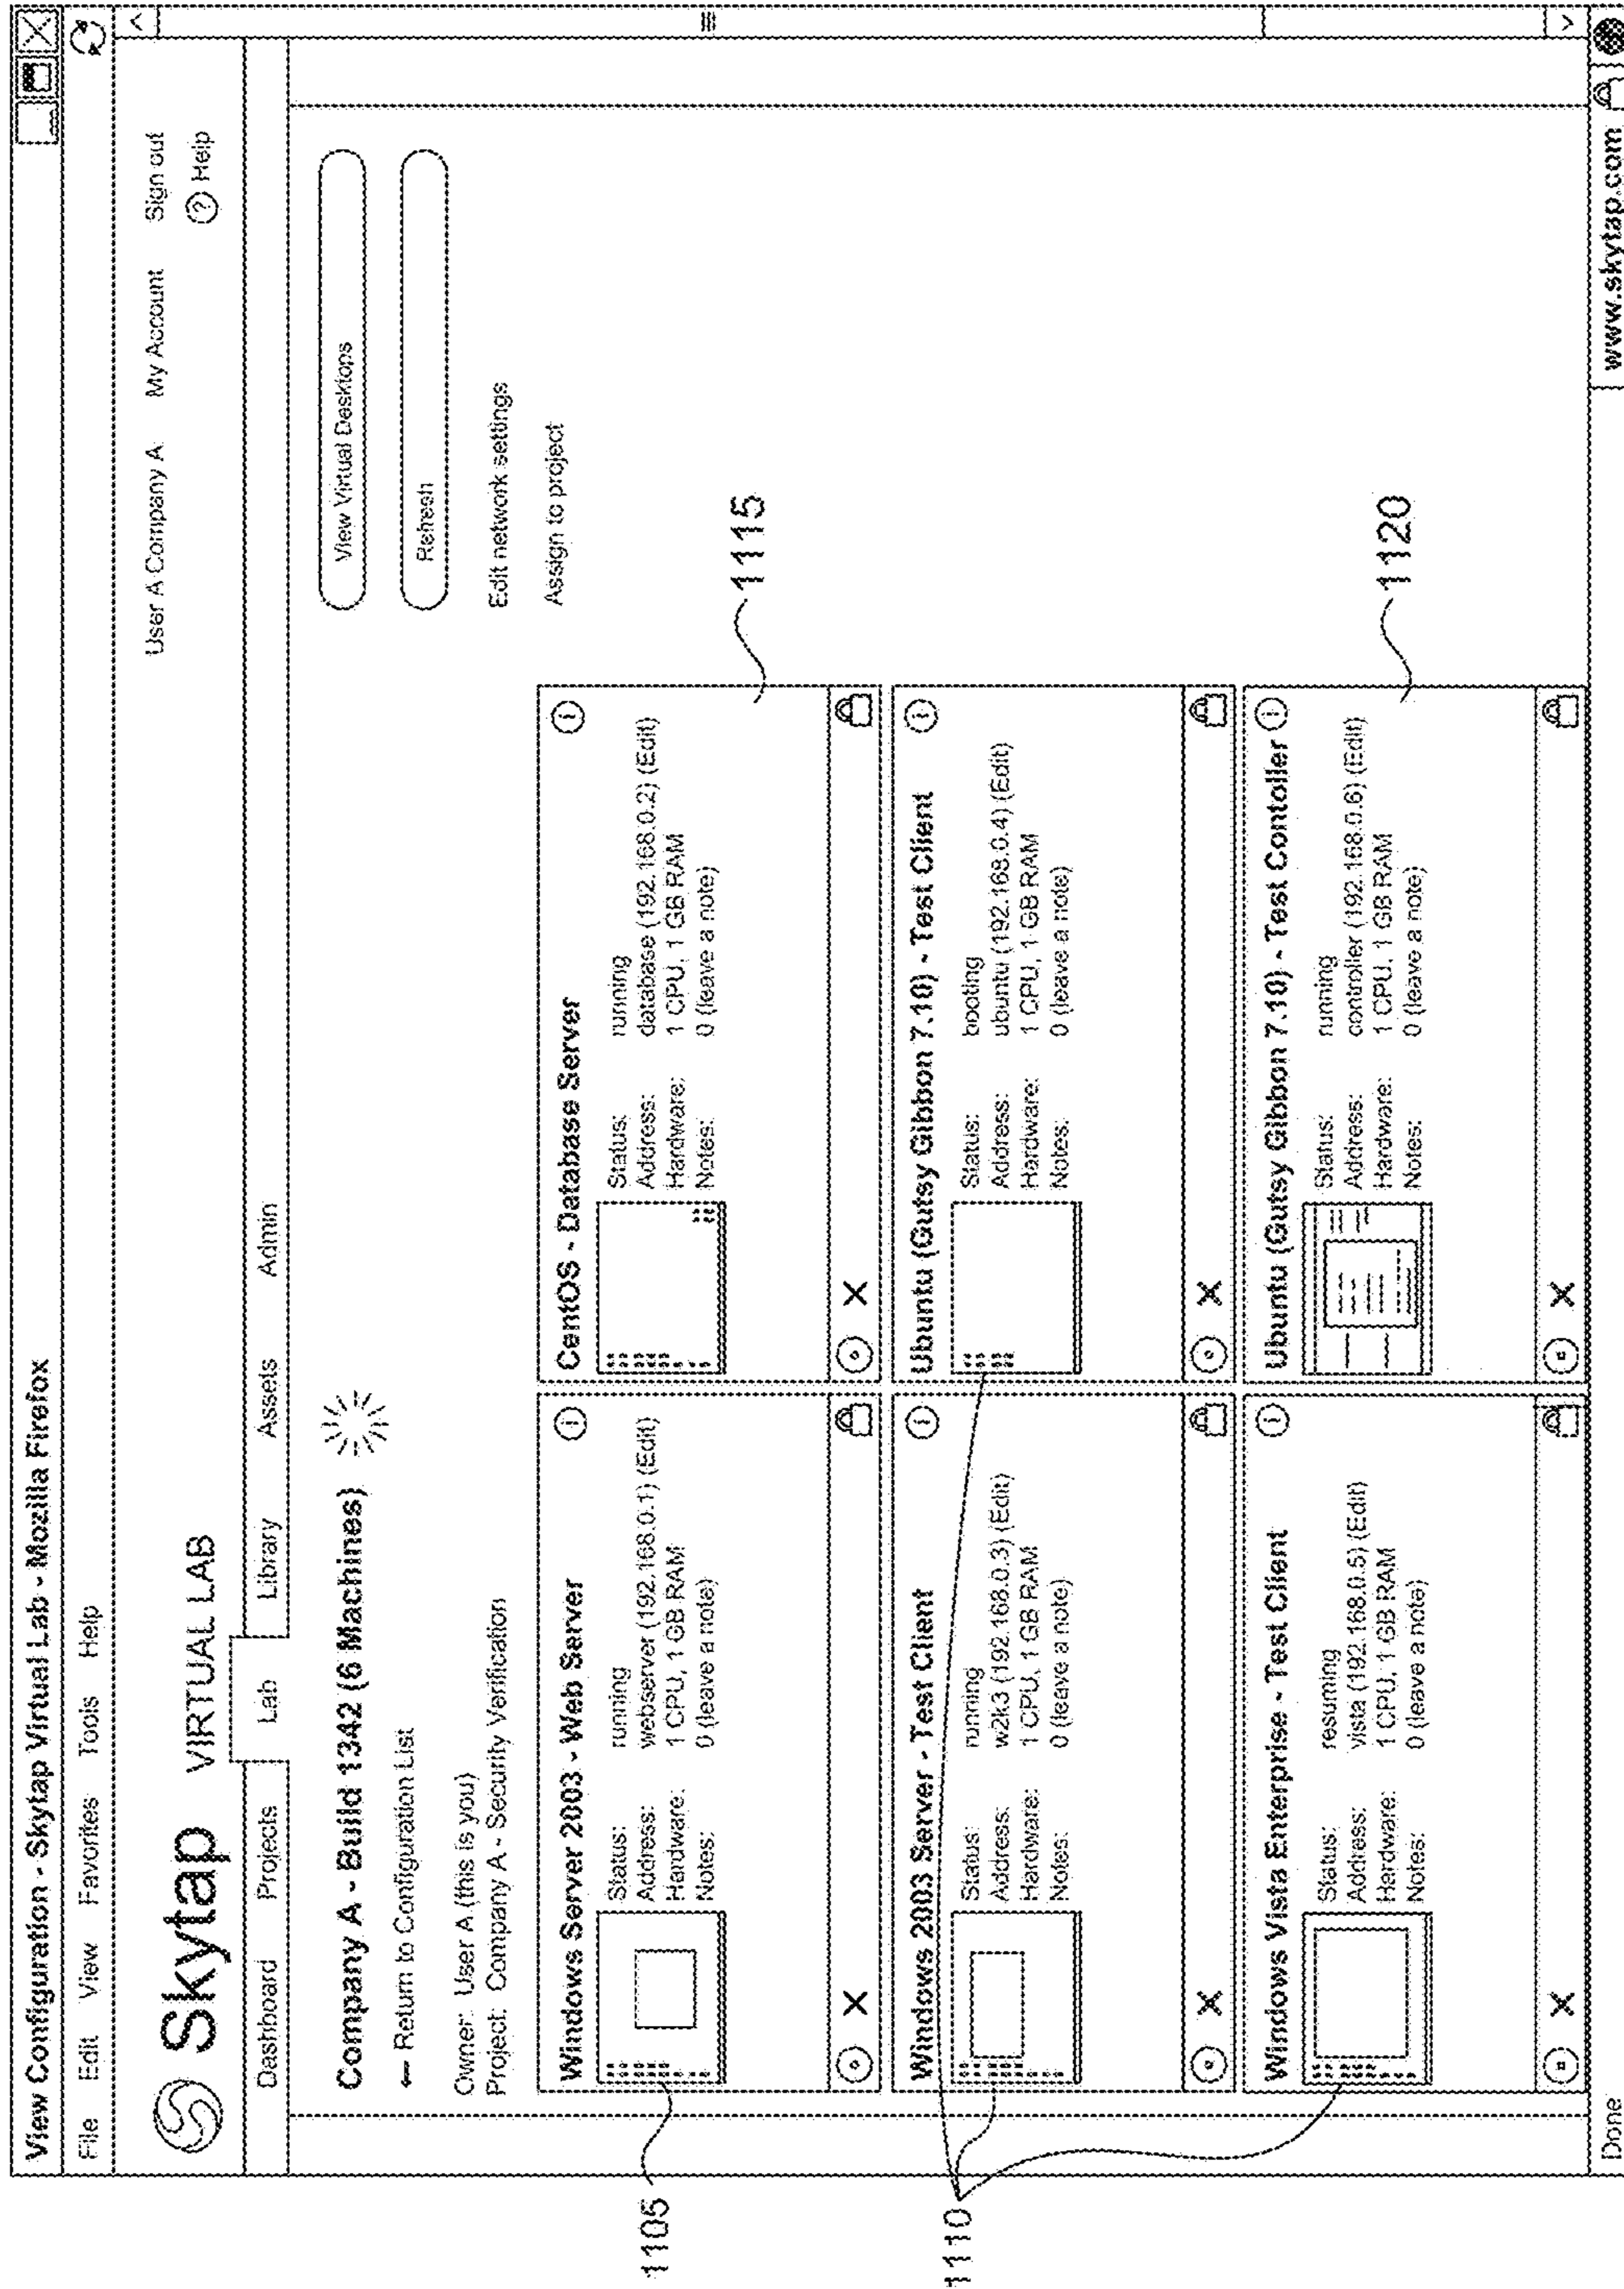 View Configuration - Skytap Virtual Lab - Mozilla Firefox
File Edit View Favorites Tools Help
Skytap VIRTUAL LAB
User A Company A My Account Sign out
? Help
Dashboard Projects Lab Library Assets Admin
Company A - Build 1342 (6 Machines)
← Return to Configuration List
Owner: User A (this is you)
Project: Company A - Security Verification
View Virtual Desktops
Refresh
Edit network settings
Assign to project
Windows Server 2003 - Web Server
Status: running
Address: webserver (192.168.0.1) (Edit)
Hardware: 1 CPU, 1 GB RAM
Notes: 0 (leave a note)
1105
CentOS - Database Server
Status: running
Address: database (192.168.0.2) (Edit)
Hardware: 1 CPU, 1 GB RAM
Notes: 0 (leave a note)
1115
Windows 2003 Server - Test Client
Status: running
Address: w2k3 (192.168.0.3) (Edit)
Hardware: 1 CPU, 1 GB RAM
Notes: 0 (leave a note)
1110
Ubuntu (Gutsy Gibbon 7.10) - Test Client
Status: booting
Address: ubuntu (192.168.0.4) (Edit)
Hardware: 1 CPU, 1 GB RAM
Notes: 0 (leave a note)
Windows Vista Enterprise - Test Client
Status: resuming
Address: vista (192.168.0.5) (Edit)
Hardware: 1 CPU, 1 GB RAM
Notes: 0 (leave a note)
Ubuntu (Gutsy Gibbon 7.10) - Test Contoller
Status: running
Address: controller (192.168.0.6) (Edit)
Hardware: 1 CPU, 1 GB RAM
Notes: 0 (leave a note)
1120
Done
www.skytap.com